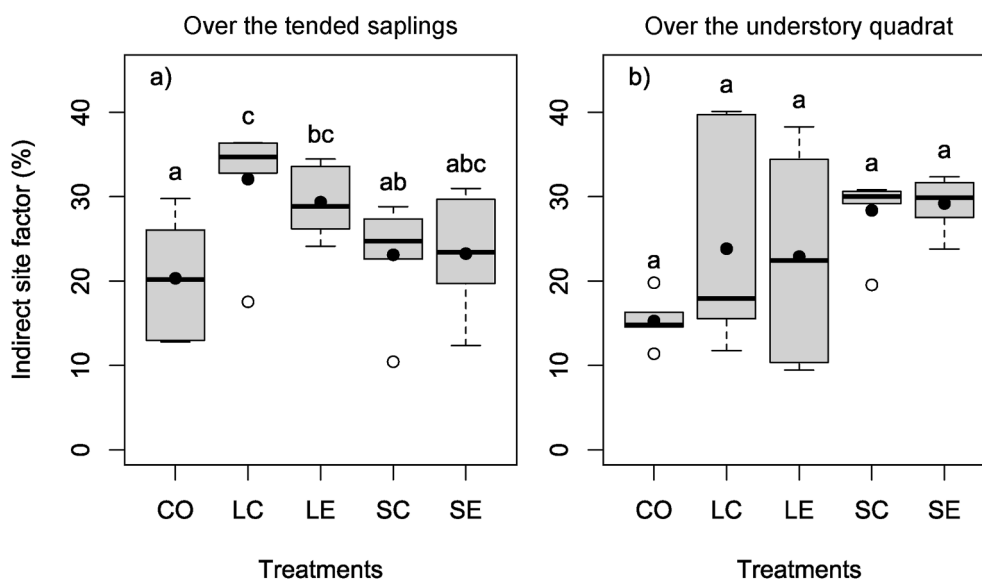 Over the tended saplings
Over the understory quadrat
Indirect site factor (%)
a)
a
c
bc
ab
abc
0
10
20
30
40
CO LC LE SC SE
Treatments
b)
a
a
a
a
a
0
10
20
30
40
CO LC LE SC SE
Treatments